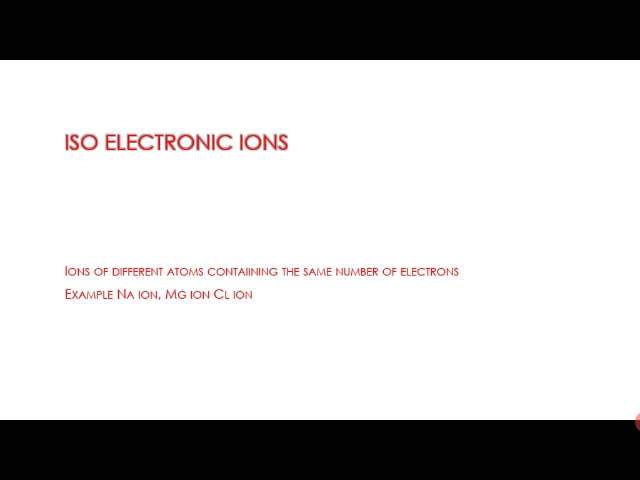 ISO ELECTRONIC IONS
IONS OF DIFFERENT ATOMS CONTAIINING THE SAME NUMBER OF ELECTRONS
EXAMPLE NA ION, MG ION CL ION